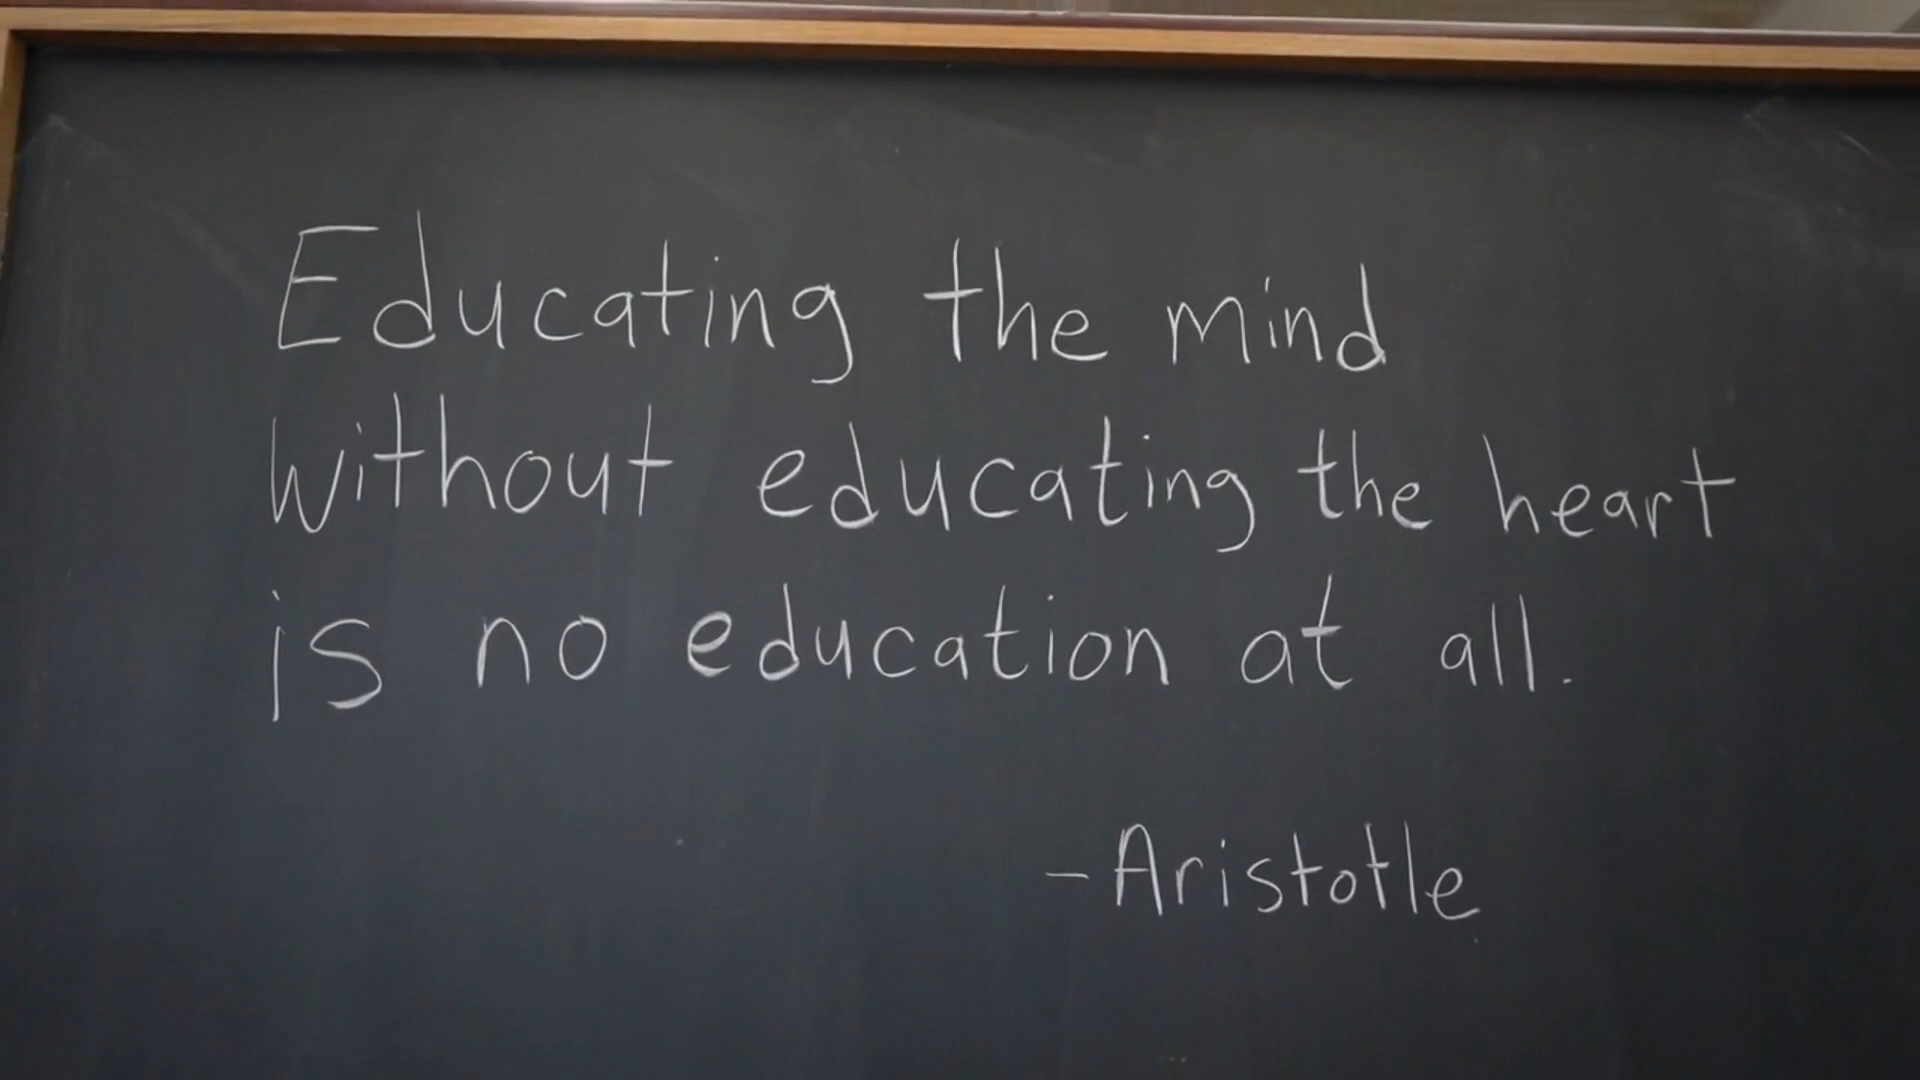 Educating the mind
without educating the heart
is no education at all.
- Aristotle